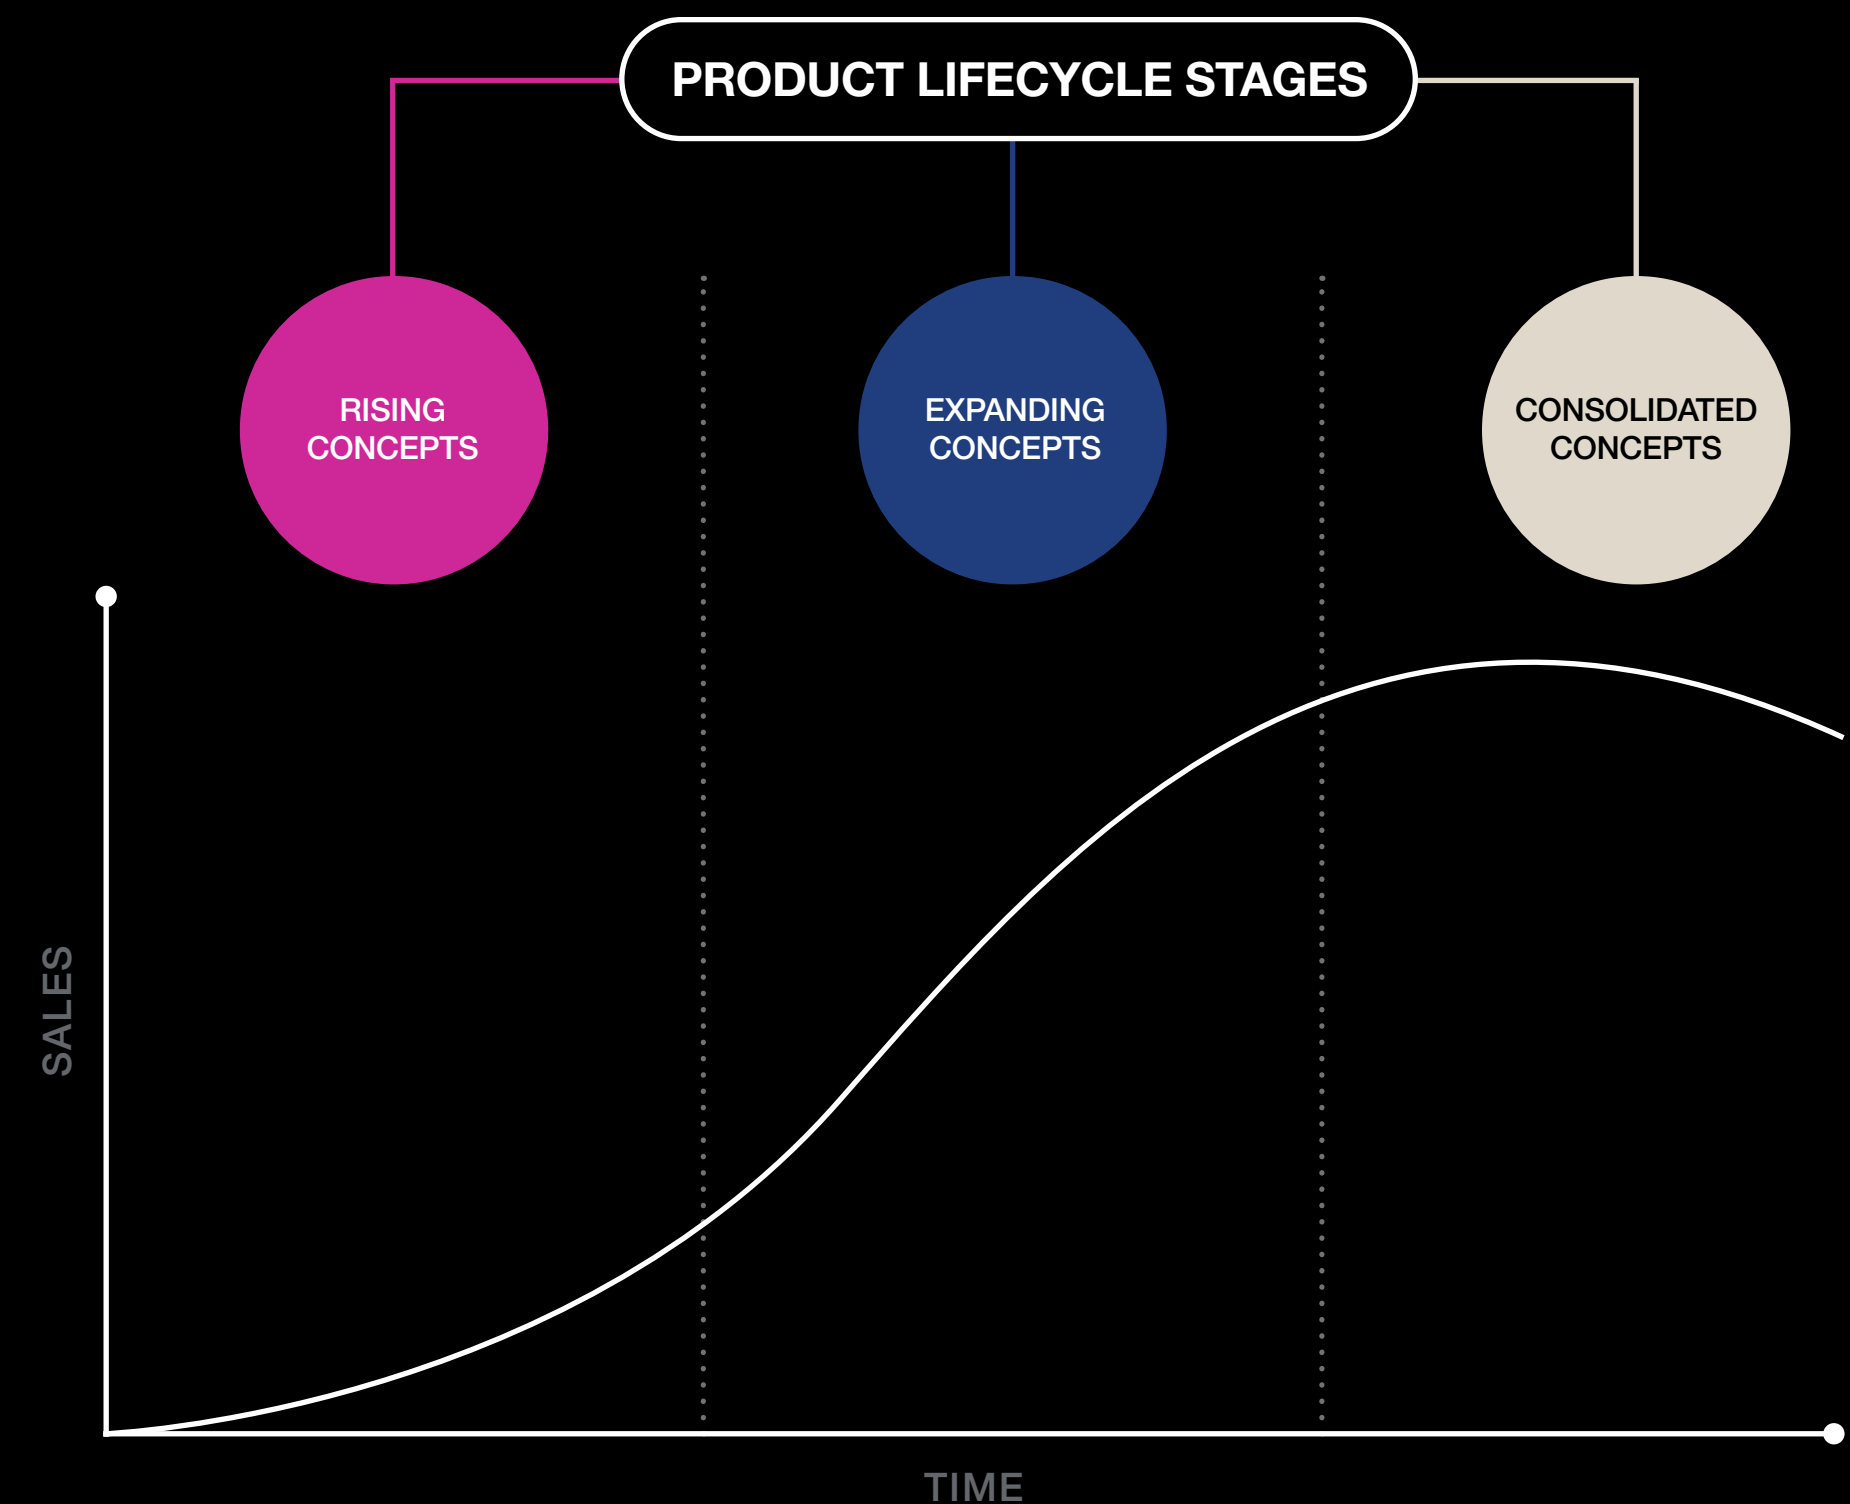 PRODUCT LIFECYCLE STAGES
RISING
CONCEPTS
EXPANDING
CONCEPTS
CONSOLIDATED
CONCEPTS
SALES
TIME